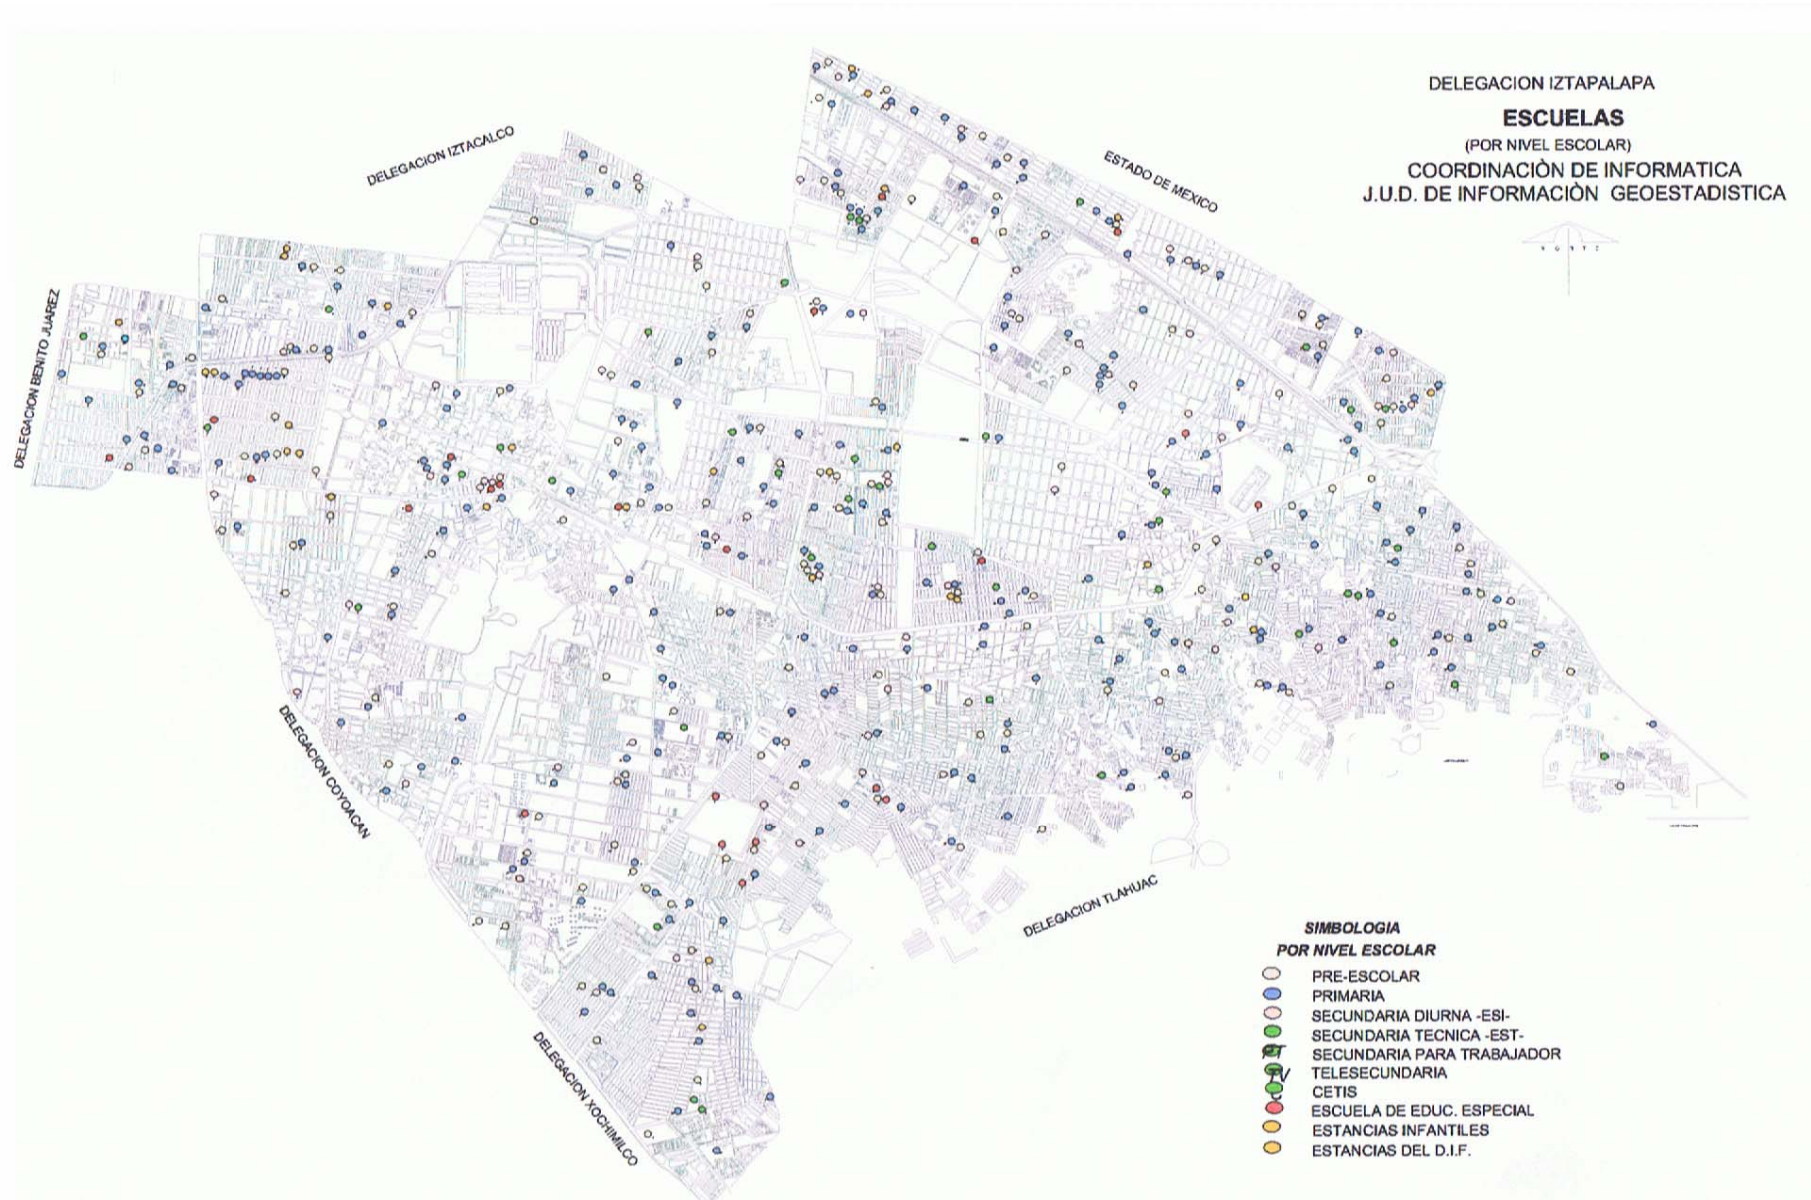 DELEGACION IZTAPALAPA
ESCUELAS
(POR NIVEL ESCOLAR)
COORDINACIÒN DE INFORMATICA
J.U.D. DE INFORMACIÒN GEOESTADISTICA
DELEGACION IZTACALCO
ESTADO DE MEXICO
DELEGACION BENITO JUAREZ
DELEGACION COYOACAN
DELEGACION TLAHUAC
DELEGACION XOCHIMILCO
SIMBOLOGIA
POR NIVEL ESCOLAR
PRE-ESCOLAR
PRIMARIA
SECUNDARIA DIURNA -ESI-
SECUNDARIA TECNICA -EST-
SECUNDARIA PARA TRABAJADOR
TV TELESECUNDARIA
CETIS
ESCUELA DE EDUC. ESPECIAL
ESTANCIAS INFANTILES
ESTANCIAS DEL D.I.F.